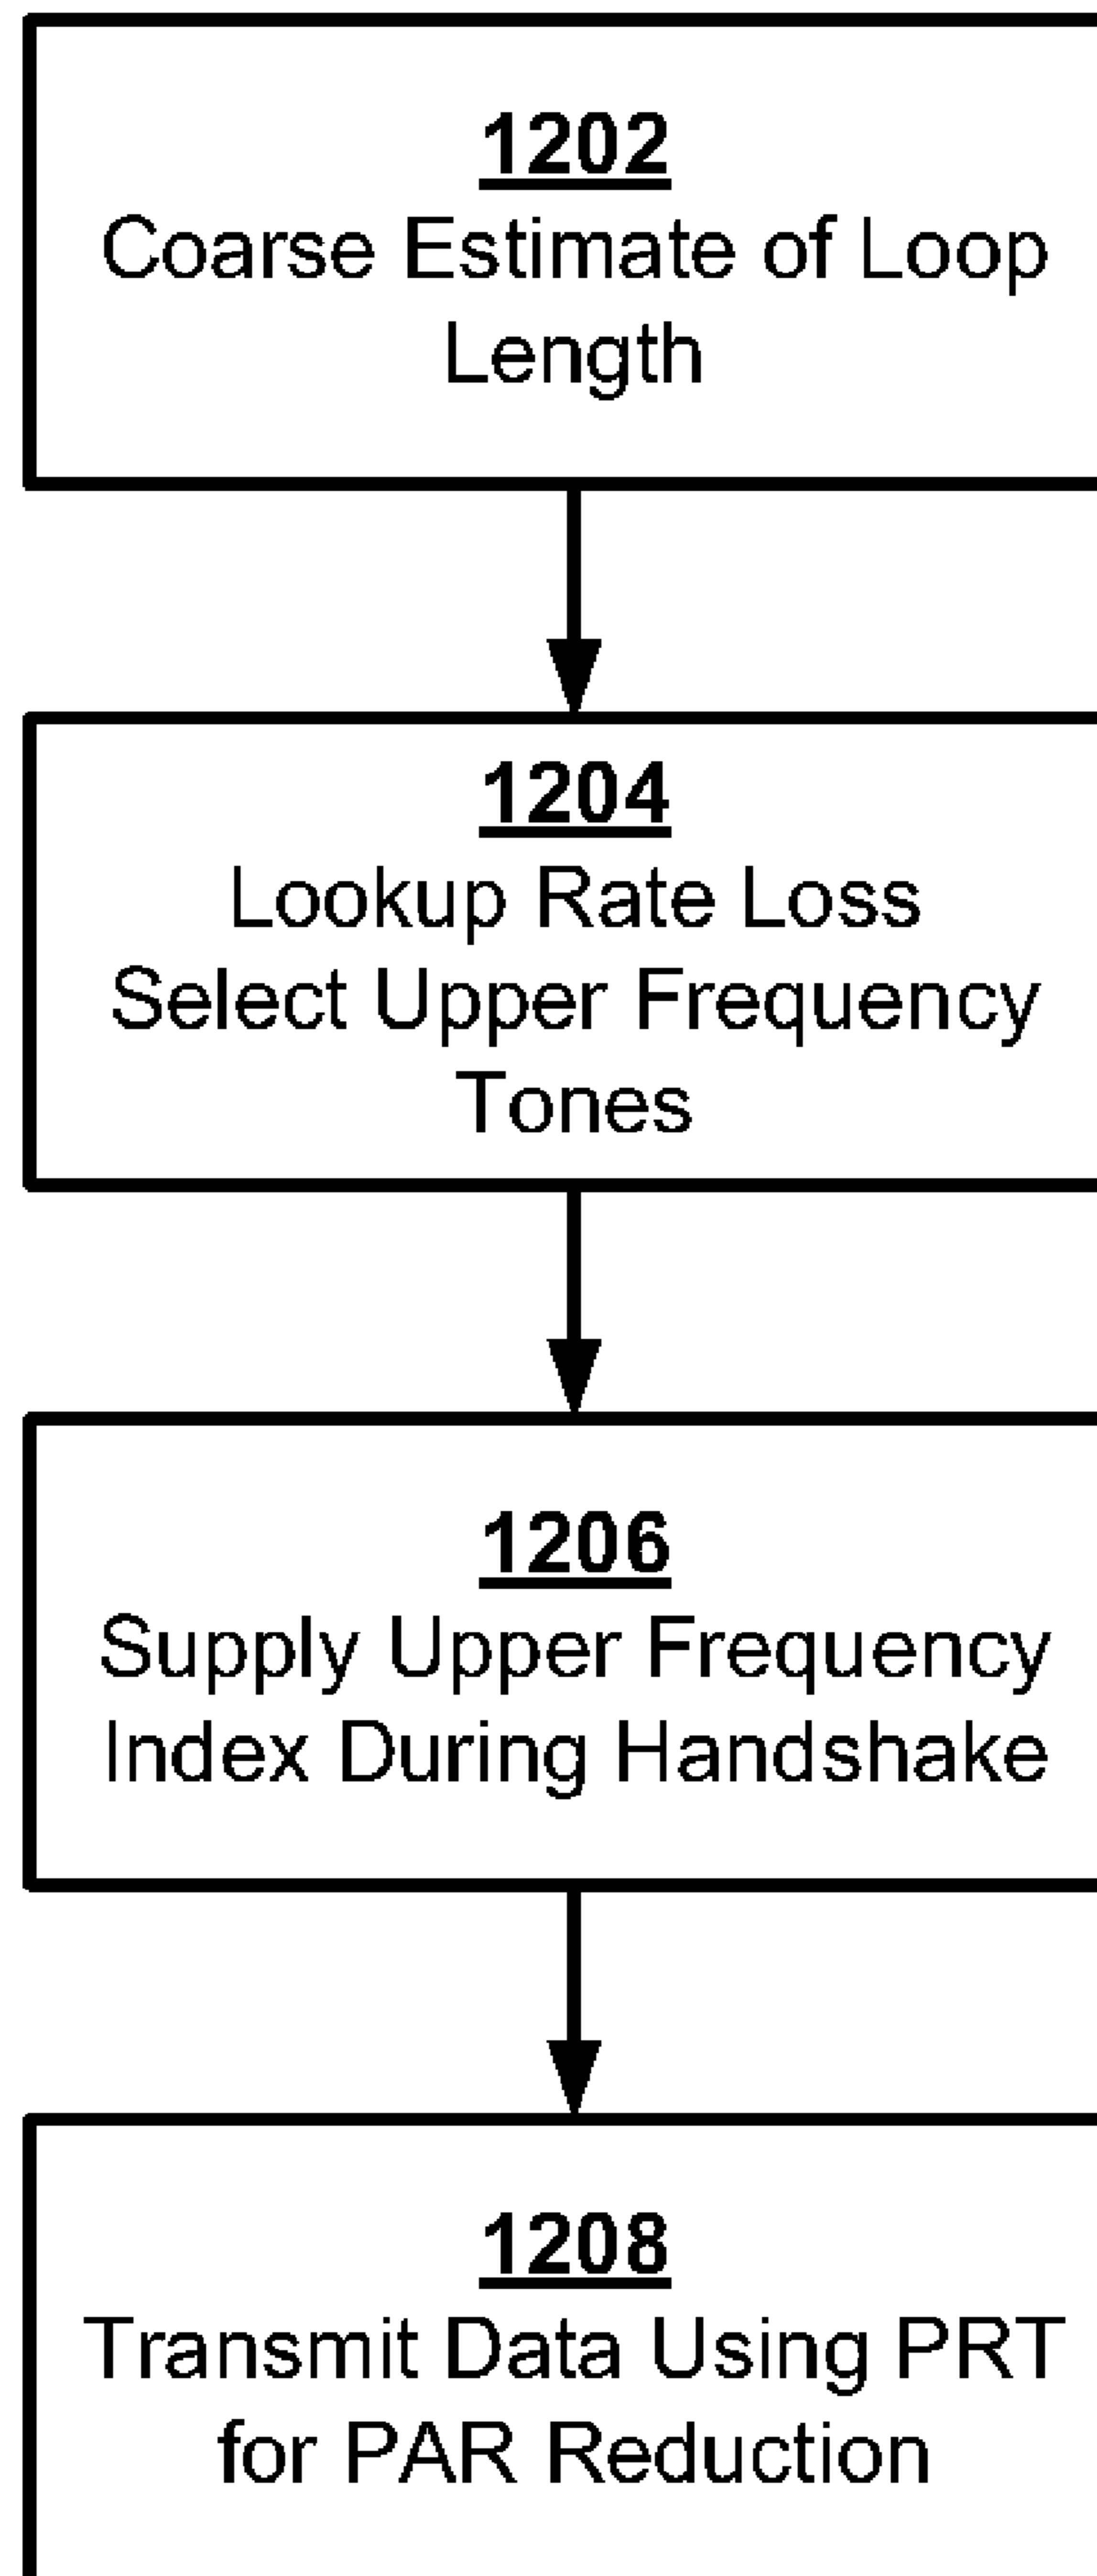 1202
Coarse Estimate of Loop
Length
1204
Lookup Rate Loss
Select Upper Frequency
Tones
1206
Supply Upper Frequency
Index During Handshake
1208
Transmit Data Using PRT
for PAR Reduction